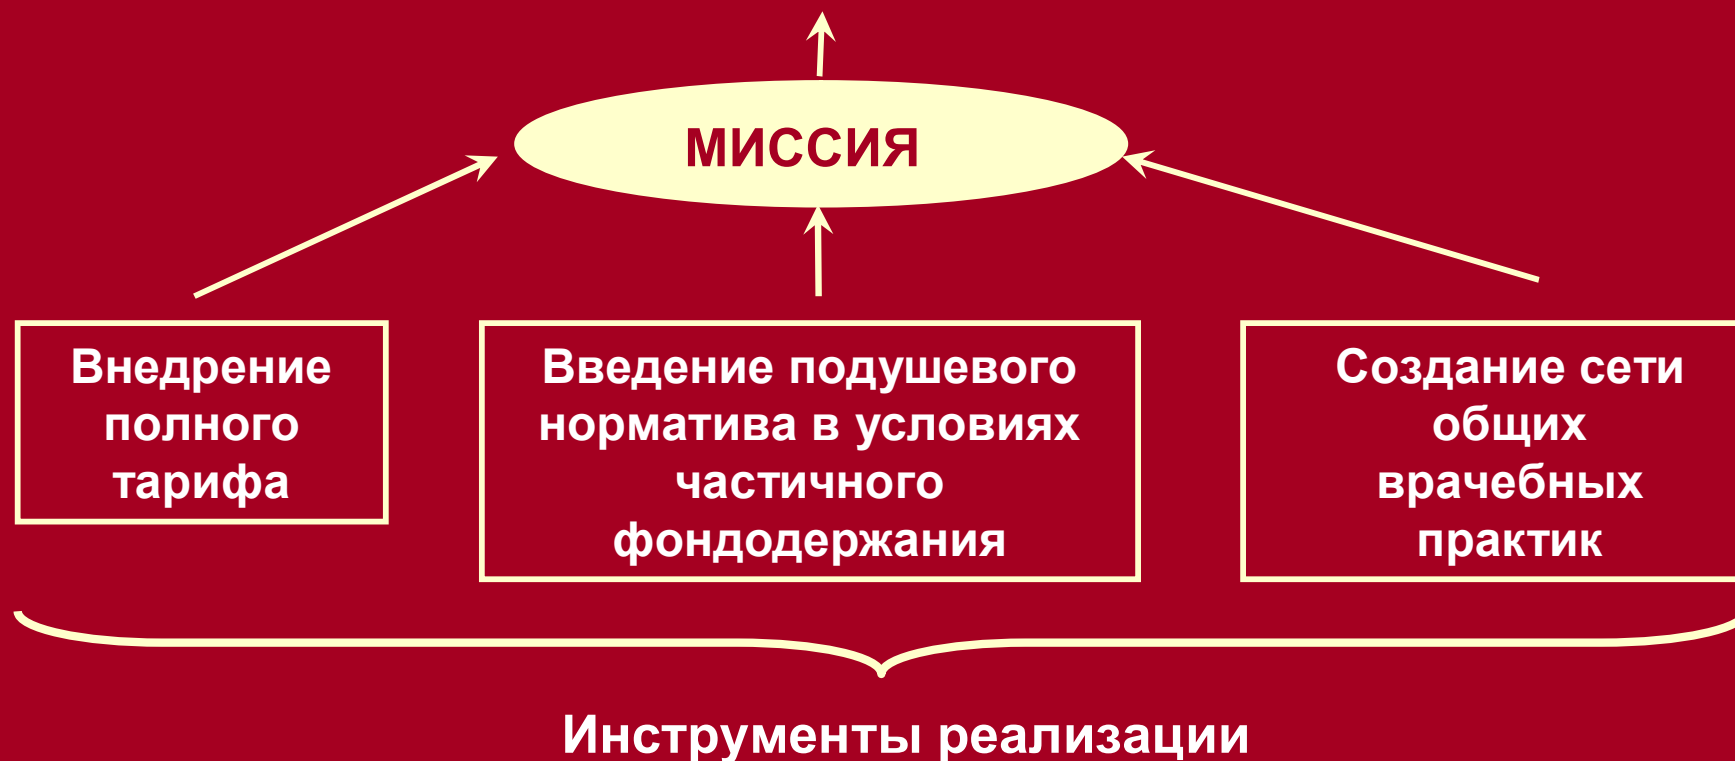 МИССИЯ
Внедрение
полного
тарифа
Введение подушевого
норматива в условиях
частичного
фондодержания
Создание сети
общих
врачебных
практик
Инструменты реализации